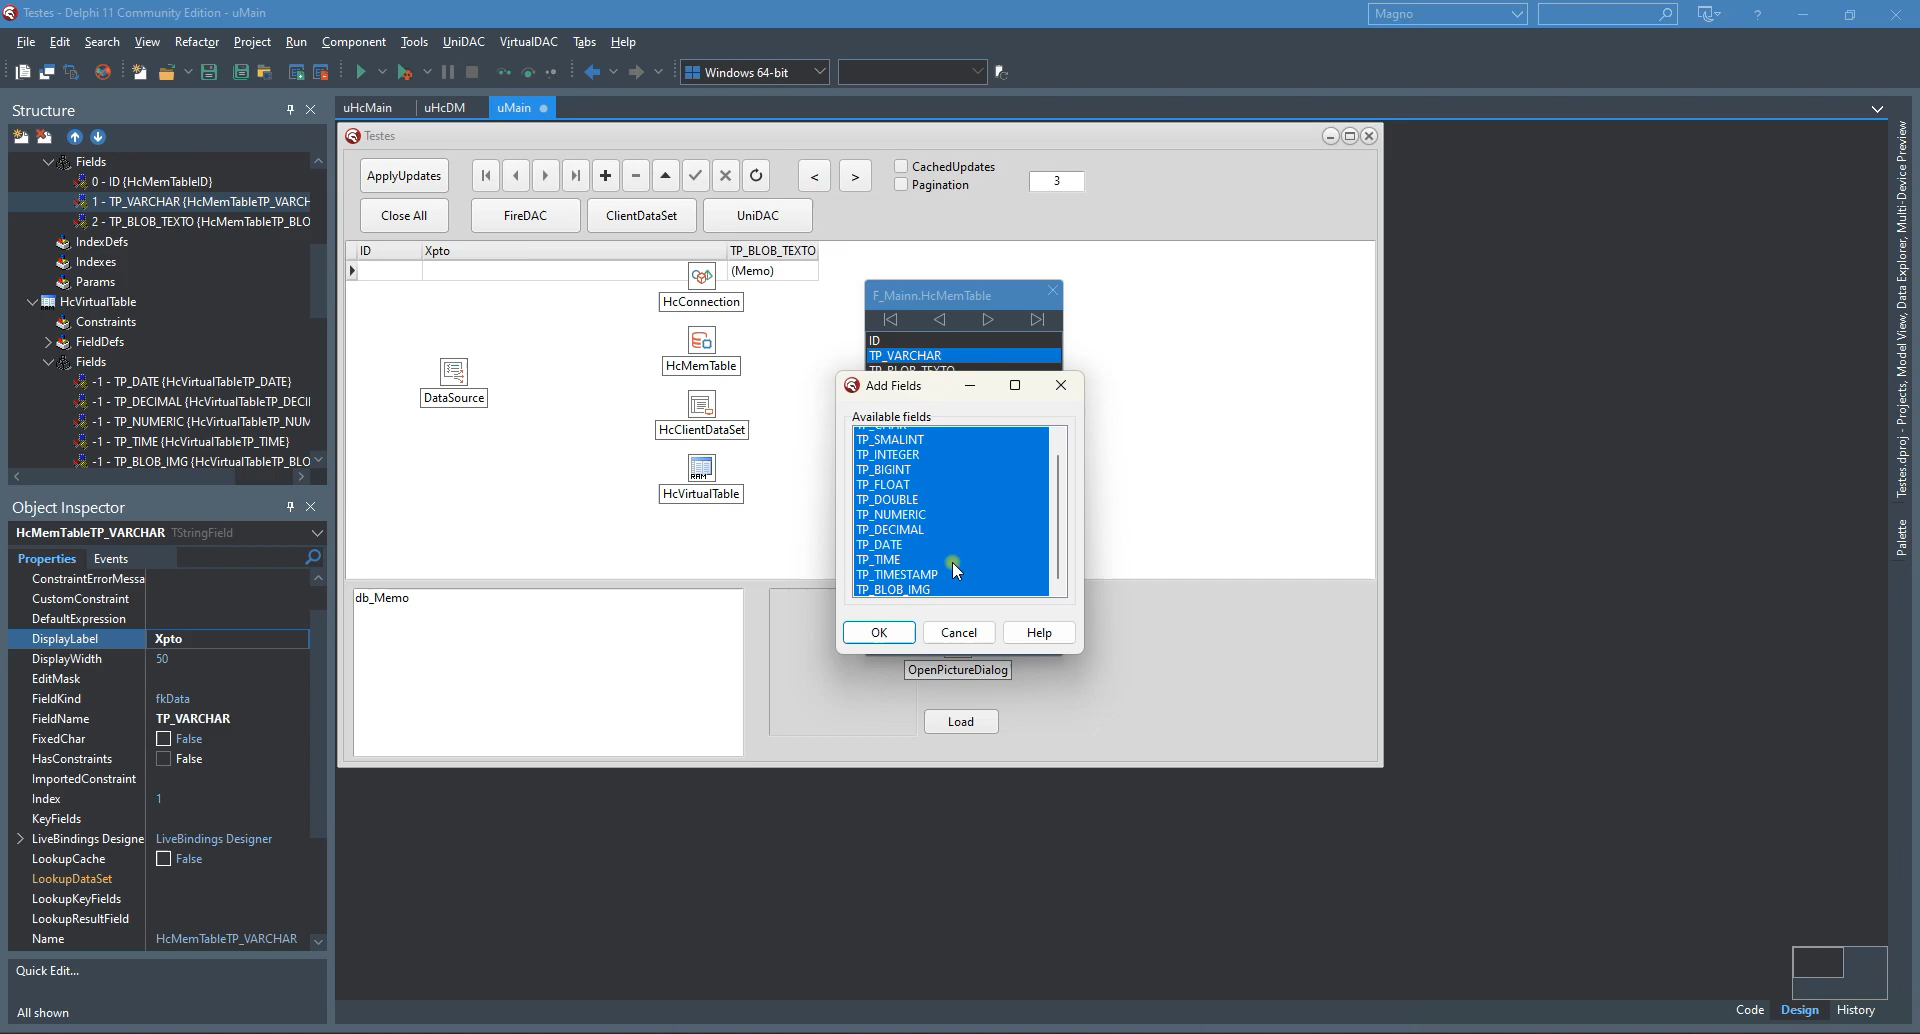 Testes - Delphi 11 Community Edition - uMain
Magno
?
File Edit Search View Refactor Project Run Component Tools UniDAC VirtualDAC Tabs Help
Windows 64-bit
Structure
Fields
0 - ID {HcMemTableID}
1 - TP_VARCHAR {HcMemTableTP_VARCH
2 - TP_BLOB_TEXTO {HcMemTableTP_BLO
IndexDefs
Indexes
Params
HcVirtualTable
Constraints
FieldDefs
Fields
-1 - TP_DATE {HcVirtualTableTP_DATE}
-1 - TP_DECIMAL {HcVirtualTableTP_DECI
-1 - TP_NUMERIC {HcVirtualTableTP_NUM
-1 - TP_TIME {HcVirtualTableTP_TIME}
-1 - TP_BLOB_IMG {HcVirtualTableTP_BLO
Object Inspector
HcMemTableTP_VARCHAR TStringField
Properties Events
ConstraintErrorMessa
CustomConstraint
DefaultExpression
DisplayLabel Xpto
DisplayWidth 50
EditMask
FieldKind fkData
FieldName TP_VARCHAR
FixedChar False
HasConstraints False
ImportedConstraint
Index 1
KeyFields
LiveBindings Designe LiveBindings Designer
LookupCache False
LookupDataSet
LookupKeyFields
LookupResultField
Name HcMemTableTP_VARCHAR
Quick Edit...
All shown
uHcMain uHcDM uMain
Testes
ApplyUpdates
< >
CachedUpdates
Pagination
3
Close All FireDAC ClientDataSet UniDAC
ID Xpto TP_BLOB_TEXTO
(Memo)
HcConnection
HcMemTable
DataSource
HcClientDataSet
RAM
HcVirtualTable
F_Mainn.HcMemTable
ID
TP_VARCHAR
TP_BLOB_TEXTO
Add Fields
Available fields
TP_CHAR
TP_SMALINT
TP_INTEGER
TP_BIGINT
TP_FLOAT
TP_DOUBLE
TP_NUMERIC
TP_DECIMAL
TP_DATE
TP_TIME
TP_TIMESTAMP
TP_BLOB_IMG
OK Cancel Help
db_Memo
OpenPictureDialog
Load
Testes.dproj - Projects, Model View, Data Explorer, Multi-Device Preview
Palette
Code Design History